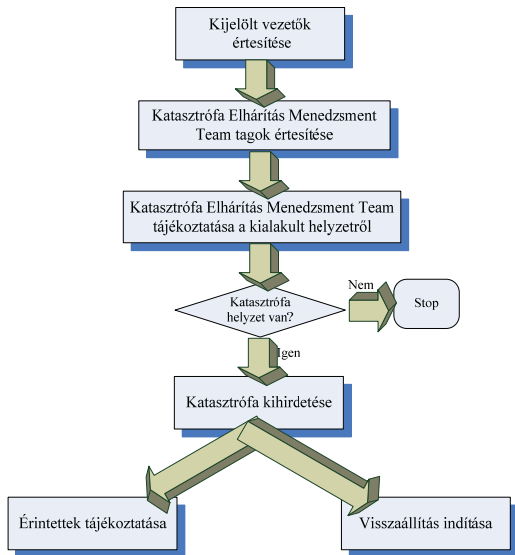 Kijelölt vezetők
értesítése
Katasztrófa Elhárítás Menedzsment
Team tagok értesítése
Katasztrófa Elhárítás Menedzsment Team
tájékoztatása a kialakult helyzetről
Katasztrófa
helyzet van?
Nem
Stop
Igen
Katasztrófa kihirdetése
Érintettek tájékoztatása
Visszaállítás indítása